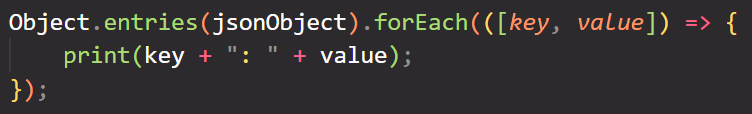 Object.entries(jsonObject).forEach(([key, value]) => {
    print(key + ": " + value);
});